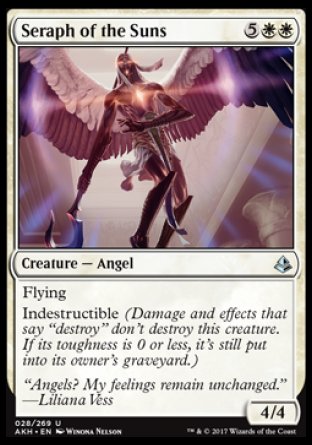 Seraph of the Suns 5
Creature — Angel
Flying
Indestructible (Damage and effects that
say “destroy” don’t destroy this creature.
If its toughness is 0 or less, it’s still put
into its owner’s graveyard.)
“Angels? My feelings remain unchanged.”
—Liliana Vess
4/4
028/269 U
AKH • EN Winona Nelson ™ & © 2017 Wizards of the Coast